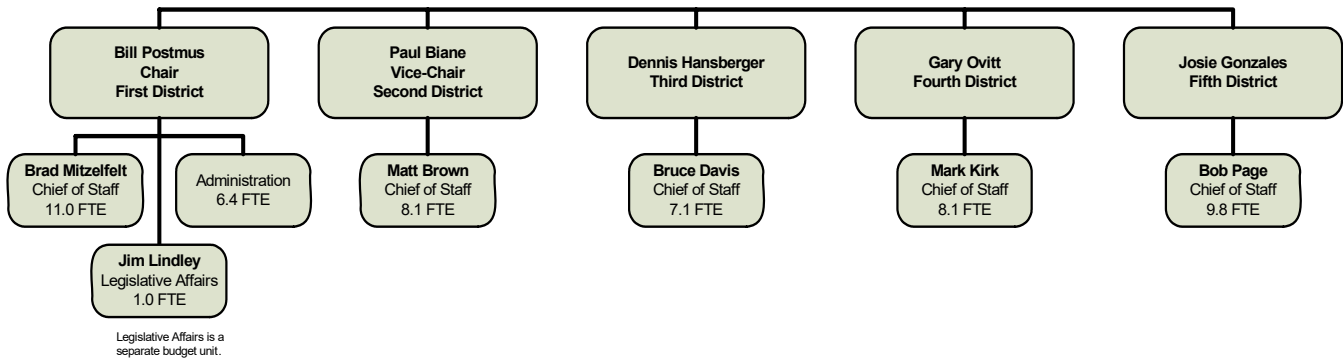 Bill Postmus
Chair
First District
Paul Biane
Vice-Chair
Second District
Dennis Hansberger
Third District
Gary Ovitt
Fourth District
Josie Gonzales
Fifth District
Brad Mitzelfelt
Chief of Staff
11.0 FTE
Administration
6.4 FTE
Matt Brown
Chief of Staff
8.1 FTE
Bruce Davis
Chief of Staff
7.1 FTE
Mark Kirk
Chief of Staff
8.1 FTE
Bob Page
Chief of Staff
9.8 FTE
Jim Lindley
Legislative Affairs
1.0 FTE
Legislative Affairs is a
separate budget unit.